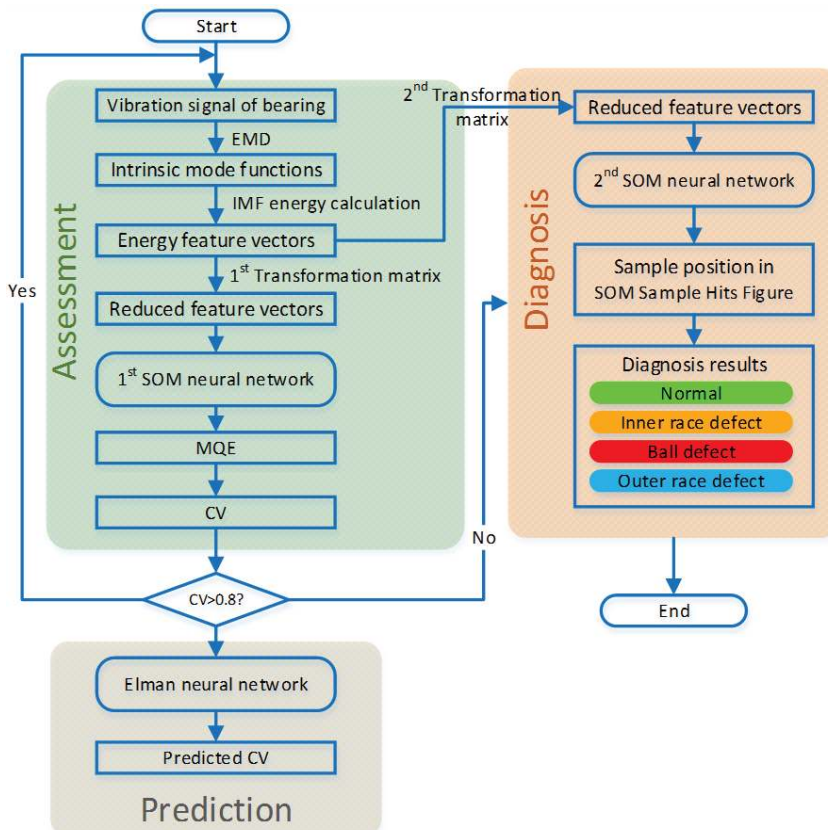 Start
Vibration signal of bearing
EMD
Intrinsic mode functions
IMF energy calculation
Energy feature vectors
1st Transformation matrix
Reduced feature vectors
1st SOM neural network
MQE
CV
Assessment
Yes
CV>0.8?
No
Elman neural network
Predicted CV
Prediction
2nd Transformation
matrix
Reduced feature vectors
2nd SOM neural network
Sample position in
SOM Sample Hits Figure
Diagnosis results
Normal
Inner race defect
Ball defect
Outer race defect
Diagnosis
End